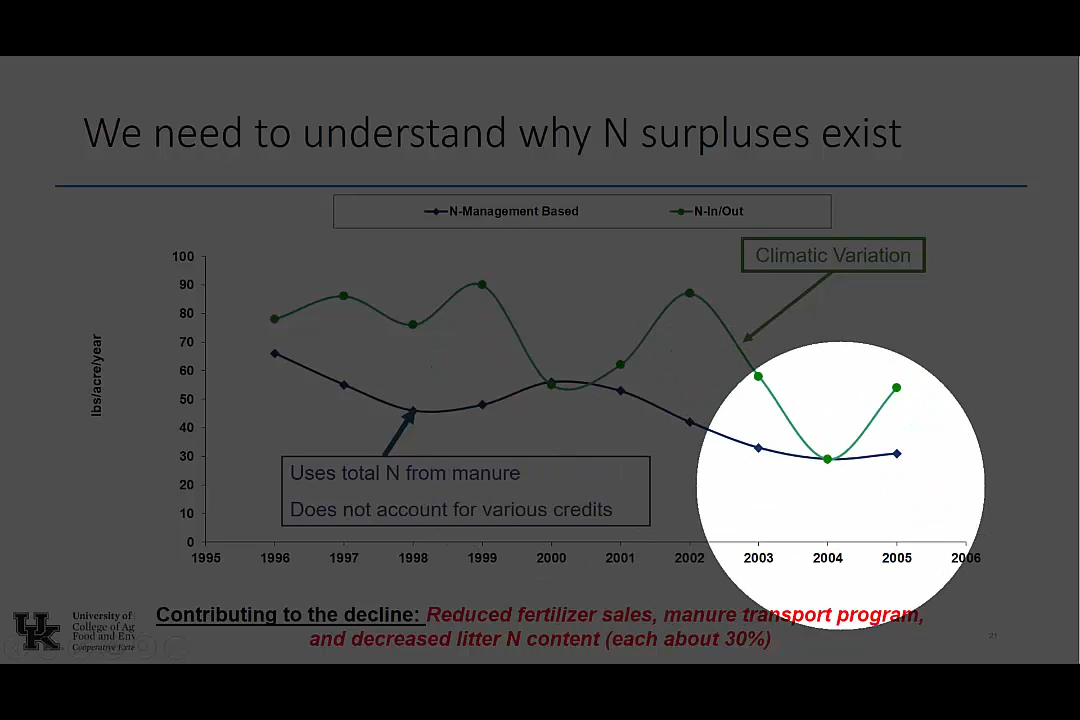 We need to understand why N surpluses exist
N-Management Based
N-In/Out
Climatic Variation
100
90
80
70
60
50
40
30
20
10
0
lbs/acre/year
Uses total N from manure
Does not account for various credits
1995 1996 1997 1998 1999 2000 2001 2002 2003 2004 2005 2006
Contributing to the decline: Reduced fertilizer sales, manure transport program,
and decreased litter N content (each about 30%)
UK
University of
College of Ag
Food and Env
Cooperative Exte
21